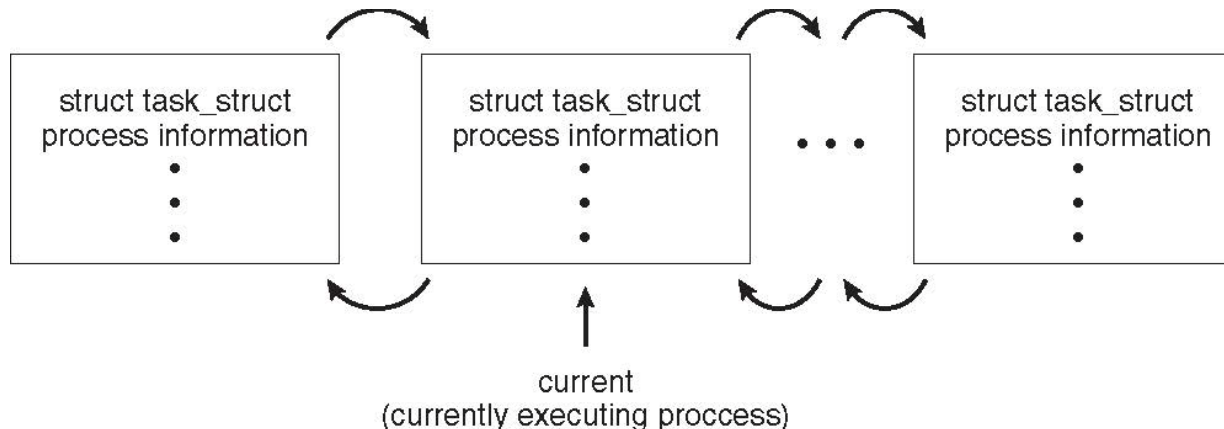 struct task_struct
process information
struct task_struct
process information
struct task_struct
process information
current
(currently executing proccess)